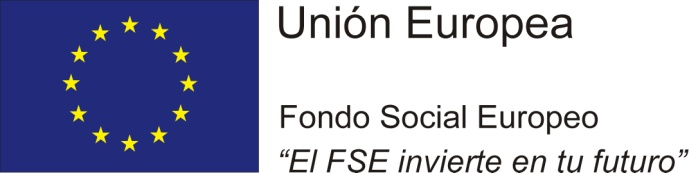 Unión Europea
Fondo Social Europeo
“El FSE invierte en tu futuro”